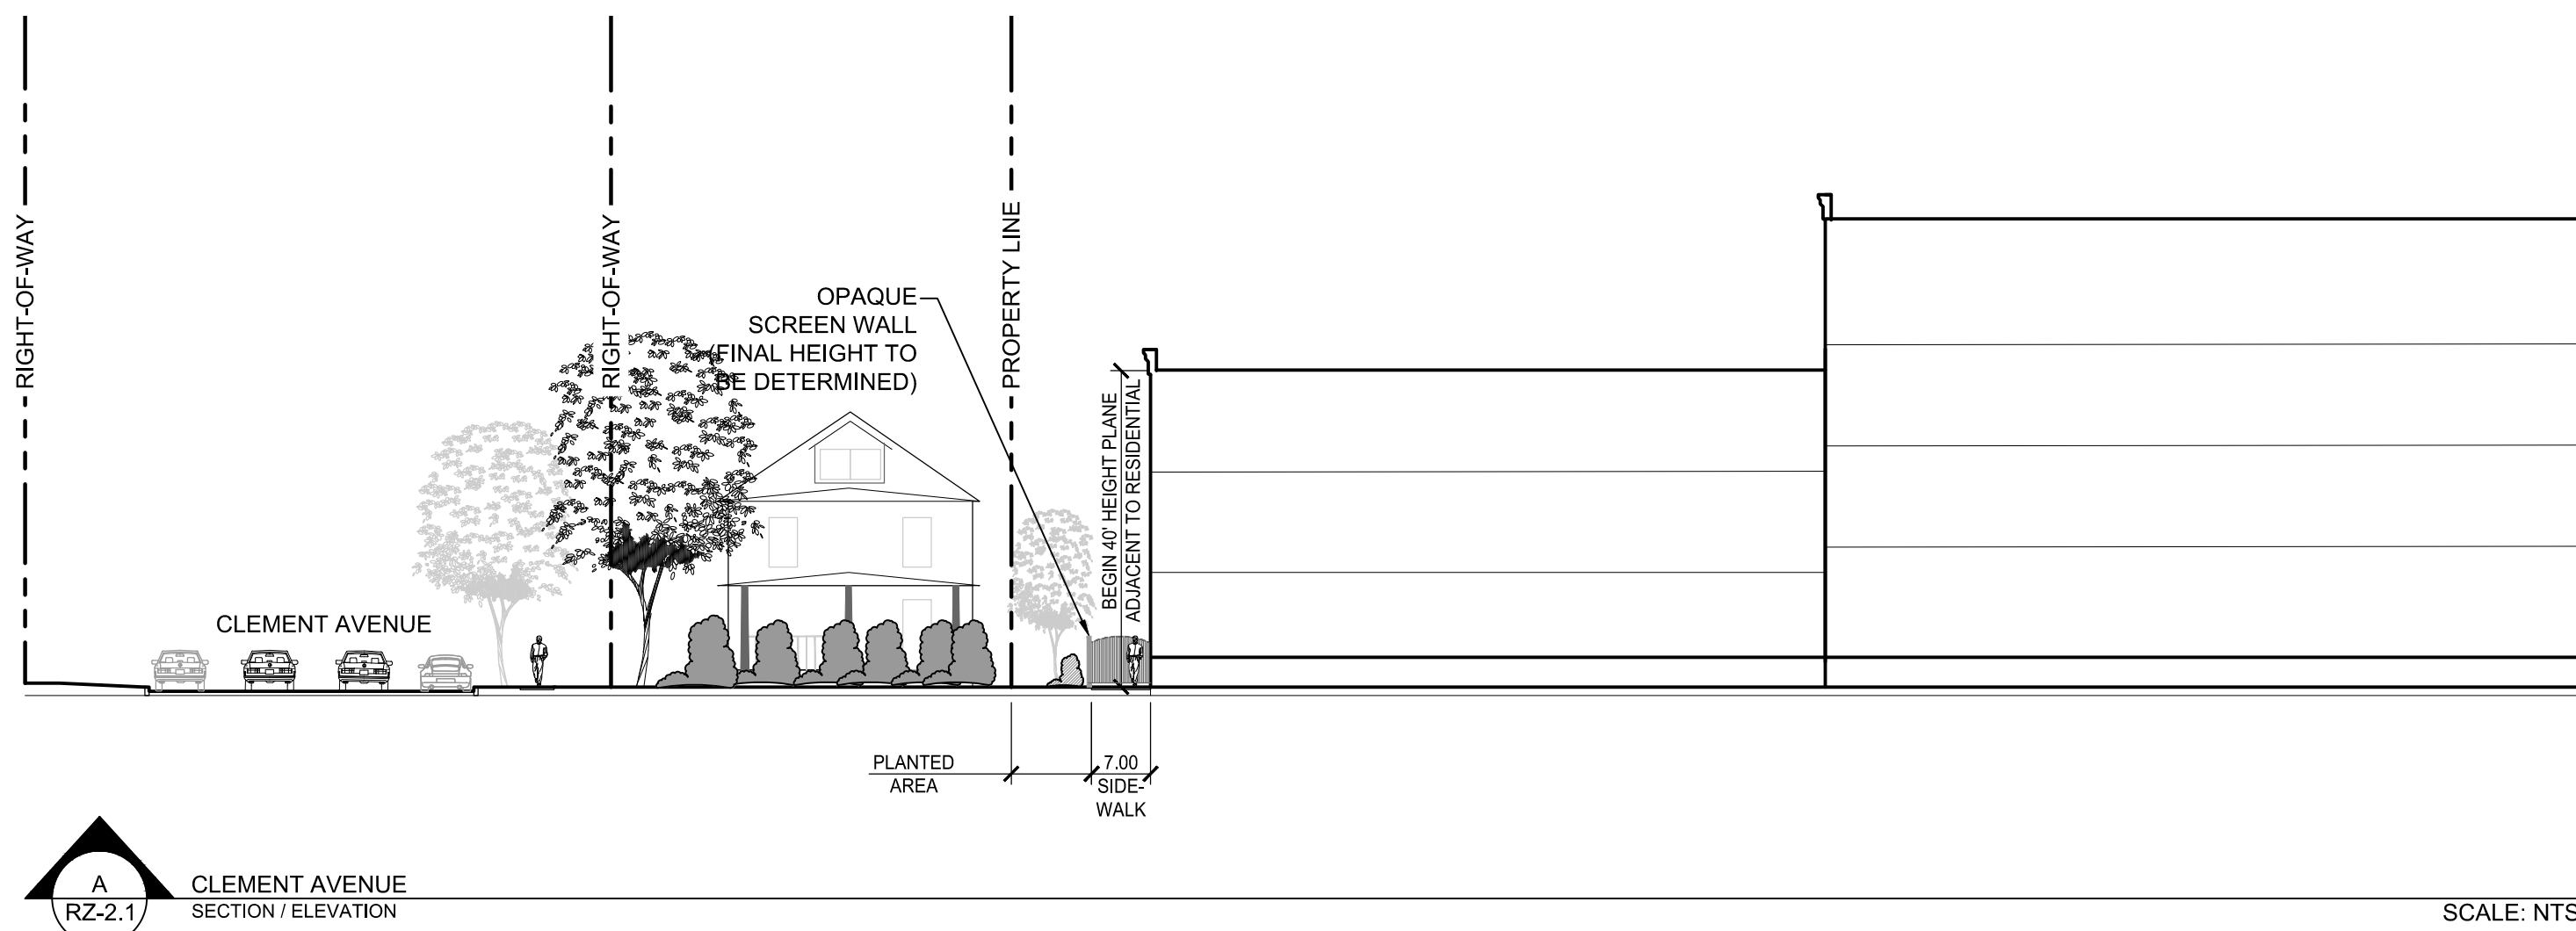 RIGHT-OF-WAY
RIGHT-OF-WAY
PROPERTY LINE
OPAQUE
SCREEN WALL
(FINAL HEIGHT TO
BE DETERMINED)
BEGIN 40' HEIGHT PLANE
ADJACENT TO RESIDENTIAL
CLEMENT AVENUE
PLANTED
AREA
7.00
SIDE-
WALK
A
RZ-2.1
CLEMENT AVENUE
SECTION / ELEVATION
SCALE: NTS